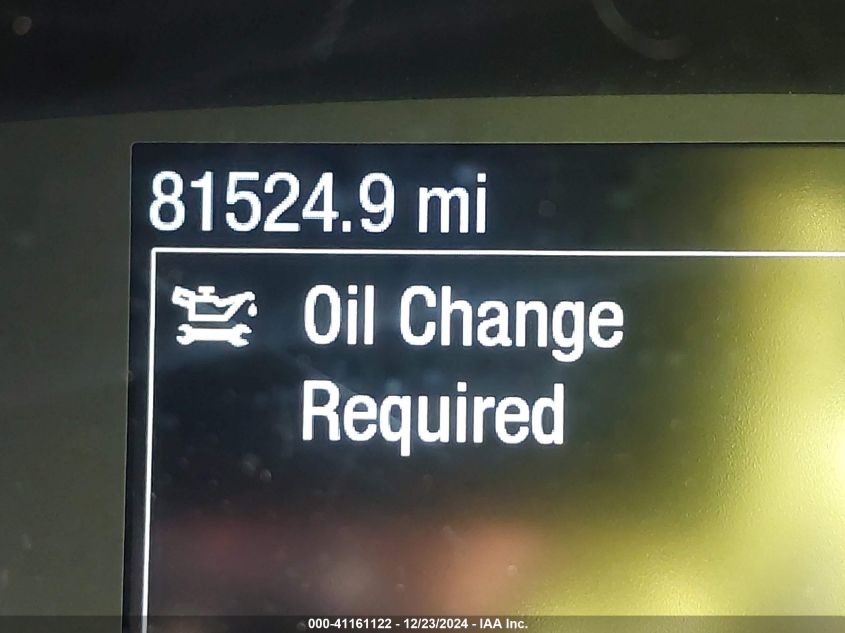 81524.9 mi
Oil Change
Required
000-41161122 - 12/23/2024 - IAA Inc.